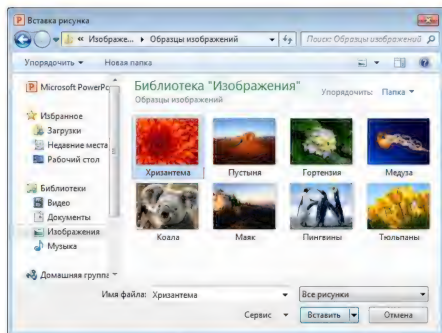 Вставка рисунка
« Изображе... ▸ Образцы изображений
Поиск: Образцы изображений
Упорядочить
Новая папка
Microsoft PowerPo
Избранное
Загрузки
Недавние места
Рабочий стол
Библиотеки
Видео
Документы
Изображения
Музыка
Домашняя группа
Библиотека "Изображения"
Образцы изображений
Упорядочить: Папка
Хризантема
Пустыня
Гортензия
Медуза
Коала
Маяк
Пингвины
Тюльпаны
Имя файла: Хризантема
Все рисунки
Сервис
Вставить
Отмена